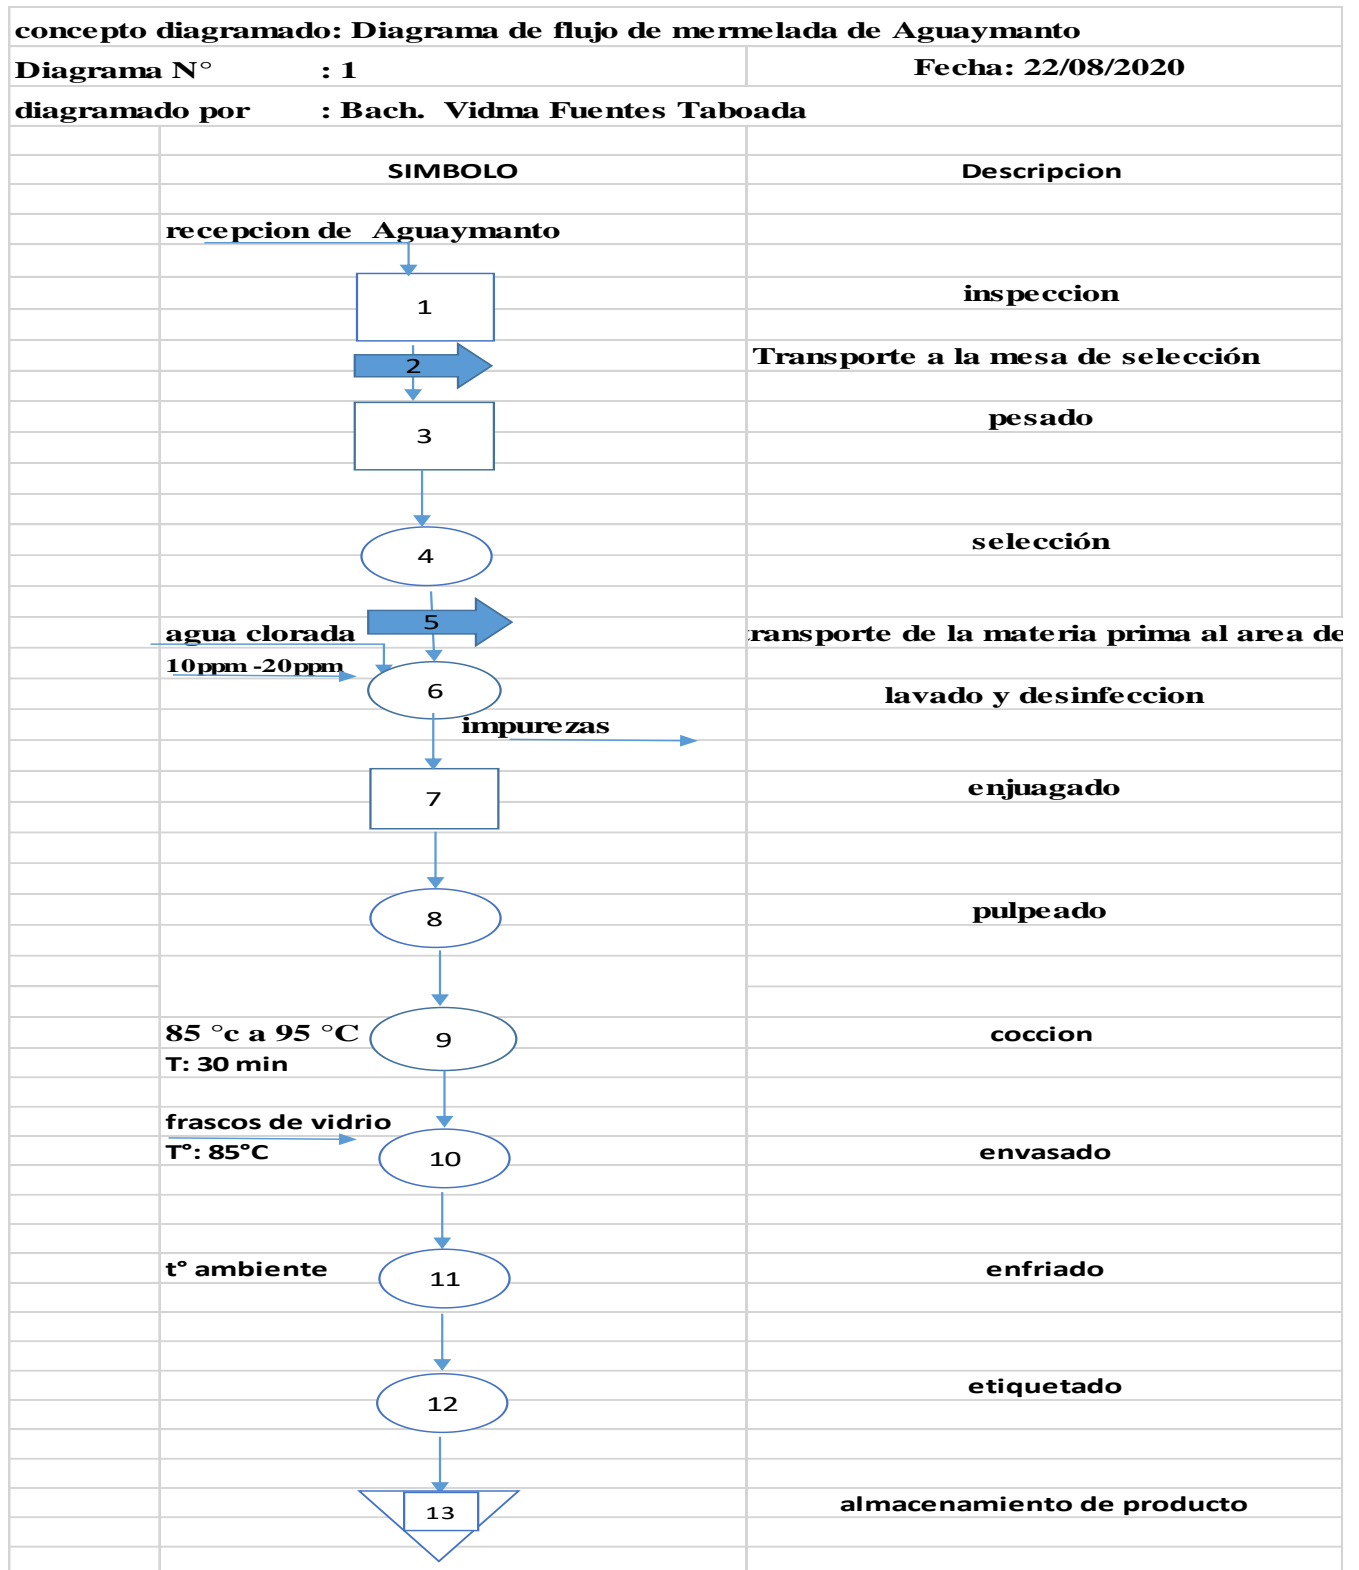 concepto diagramado: Diagrama de flujo de mermelada de Aguaymanto
Diagrama N° : 1 Fecha: 22/08/2020
diagramado por : Bach. Vidma Fuentes Taboada
SIMBOLO Descripcion
recepcion de Aguaymanto
1 inspeccion
2 Transporte a la mesa de selección
3 pesado
4 selección
5
agua clorada ransporte de la materia prima al area de
10ppm -20ppm
6 lavado y desinfeccion
impurezas
7 enjuagado
8 pulpeado
85 °c a 95 °C 9 coccion
T: 30 min
frascos de vidrio
T°: 85°C 10 envasado
t° ambiente 11 enfriado
12 etiquetado
13 almacenamiento de producto